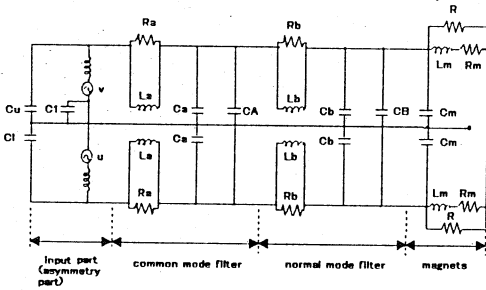 Ra
Rb
R
Lm
Rm
La
Lb
v
Cu
C1
Ca
CA
Cb
CB
Cm
Cl
Ca
Cb
Cm
u
La
Lb
Lm
Rm
Ra
Rb
R
Input part
(asymmetry
part)
common mode filter
normal mode filter
magnets